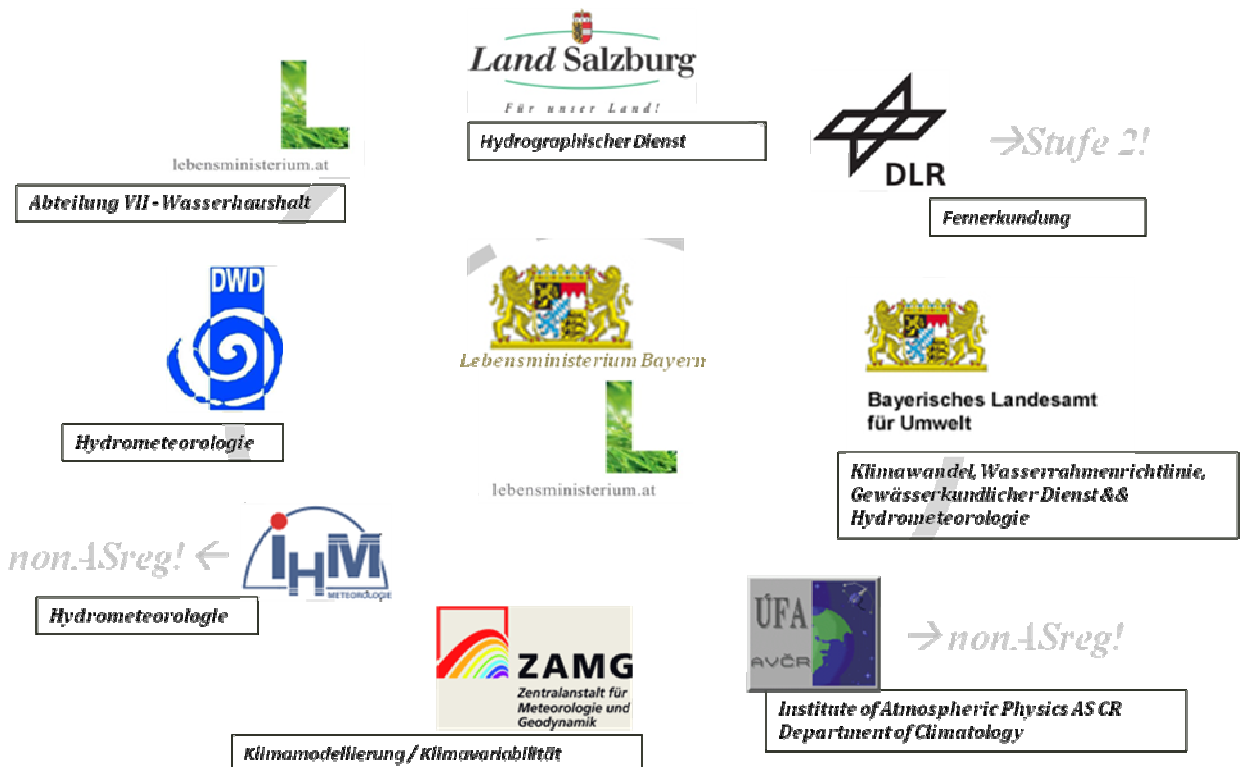 Land Salzburg
Für unser Land!
Hydrographischer Dienst
lebensministerium.at
Abteilung VII - Wasserhaushalt
DLR
→Stufe 2!
Fernerkundung
DWD
Hydrometeorologie
Lebensministerium Bayern
lebensministerium.at
Bayerisches Landesamt
für Umwelt
Klimawandel, Wasserrahmenrichtlinie,
Gewässerkundlicher Dienst &&
Hydrometeorologie
nonASreg! ←
IHM
METEOROLOGIE
Hydrometeorologie
ZAMG
Zentralanstalt für
Meteorologie und
Geodynamik
Klimamodellierung / Klimavariabilität
ÚFA
AVČR
→ nonASreg!
Institute of Atmospheric Physics AS CR
Department of Climatology